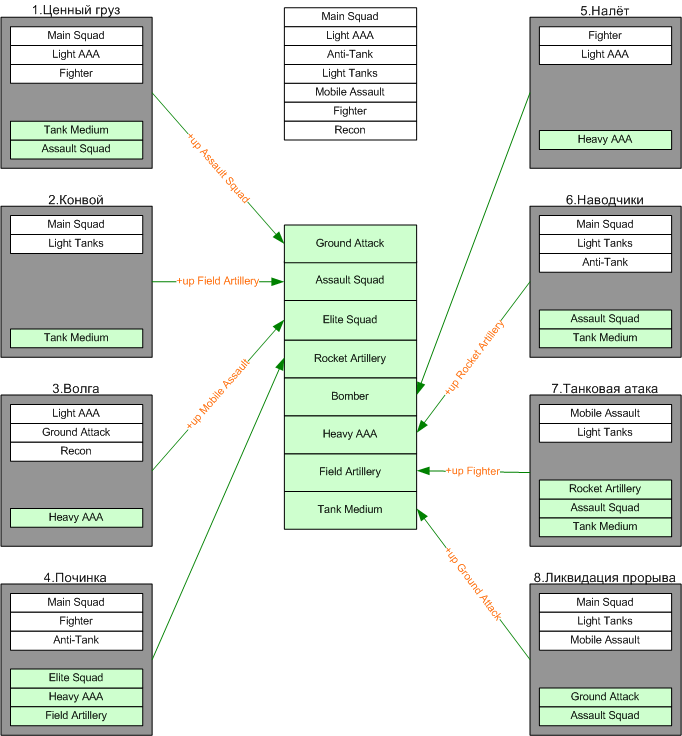 1.Ценный груз
Main Squad
Light AAA
Fighter
Tank Medium
Assault Squad
+up Assault Squad
2.Конвой
Main Squad
Light Tanks
Tank Medium
+up Field Artillery
3.Волга
Light AAA
Ground Attack
Recon
Heavy AAA
+up Mobile Assault
4.Починка
Main Squad
Fighter
Anti-Tank
Elite Squad
Heavy AAA
Field Artillery
Main Squad
Light AAA
Anti-Tank
Light Tanks
Mobile Assault
Fighter
Recon
Ground Attack
Assault Squad
Elite Squad
Rocket Artillery
Bomber
Heavy AAA
Field Artillery
Tank Medium
5.Налёт
Fighter
Light AAA
Heavy AAA
6.Наводчики
Main Squad
Light Tanks
Anti-Tank
Assault Squad
Tank Medium
+up Rocket Artillery
7.Танковая атака
Mobile Assault
Light Tanks
Rocket Artillery
Assault Squad
Tank Medium
+up Fighter
8.Ликвидация прорыва
Main Squad
Light Tanks
Mobile Assault
Ground Attack
Assault Squad
+up Ground Attack